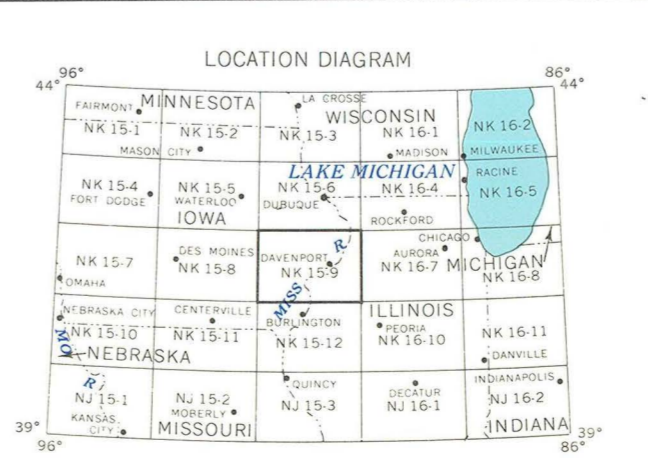 LOCATION DIAGRAM
96° 86°
44° 44°
FAIRMONT MINNESOTA LA CROSSE
WISCONSIN
NK 15-1 NK 15-2 NK 15-3 NK 16-1 NK 16-2
MASON CITY MADISON MILWAUKEE
LAKE MICHIGAN RACINE
NK 15-4 NK 15-5 NK 15-6 NK 16-4 NK 16-5
FORT DODGE WATERLOO DUBUQUE
IOWA ROCKFORD
CHICAGO
DES MOINES DAVENPORT R AURORA
NK 15-7 NK 15-8 NK 15-9 NK 16-7 MICHIGAN
NK 16-8
OMAHA
MISS
NEBRASKA CITY CENTERVILLE BURLINGTON ILLINOIS
NK 15-10 NK 15-11 NK 15-12 PEORIA NK 16-11
NK 16-10
MO
NEBRASKA DANVILLE
R QUINCY DECATUR INDIANAPOLIS
NJ 15-1 NJ 15-2 NJ 15-3 NJ 16-1 NJ 16-2
KANSAS MOBERLY
CITY MISSOURI INDIANA
39° 39°
96° 86°